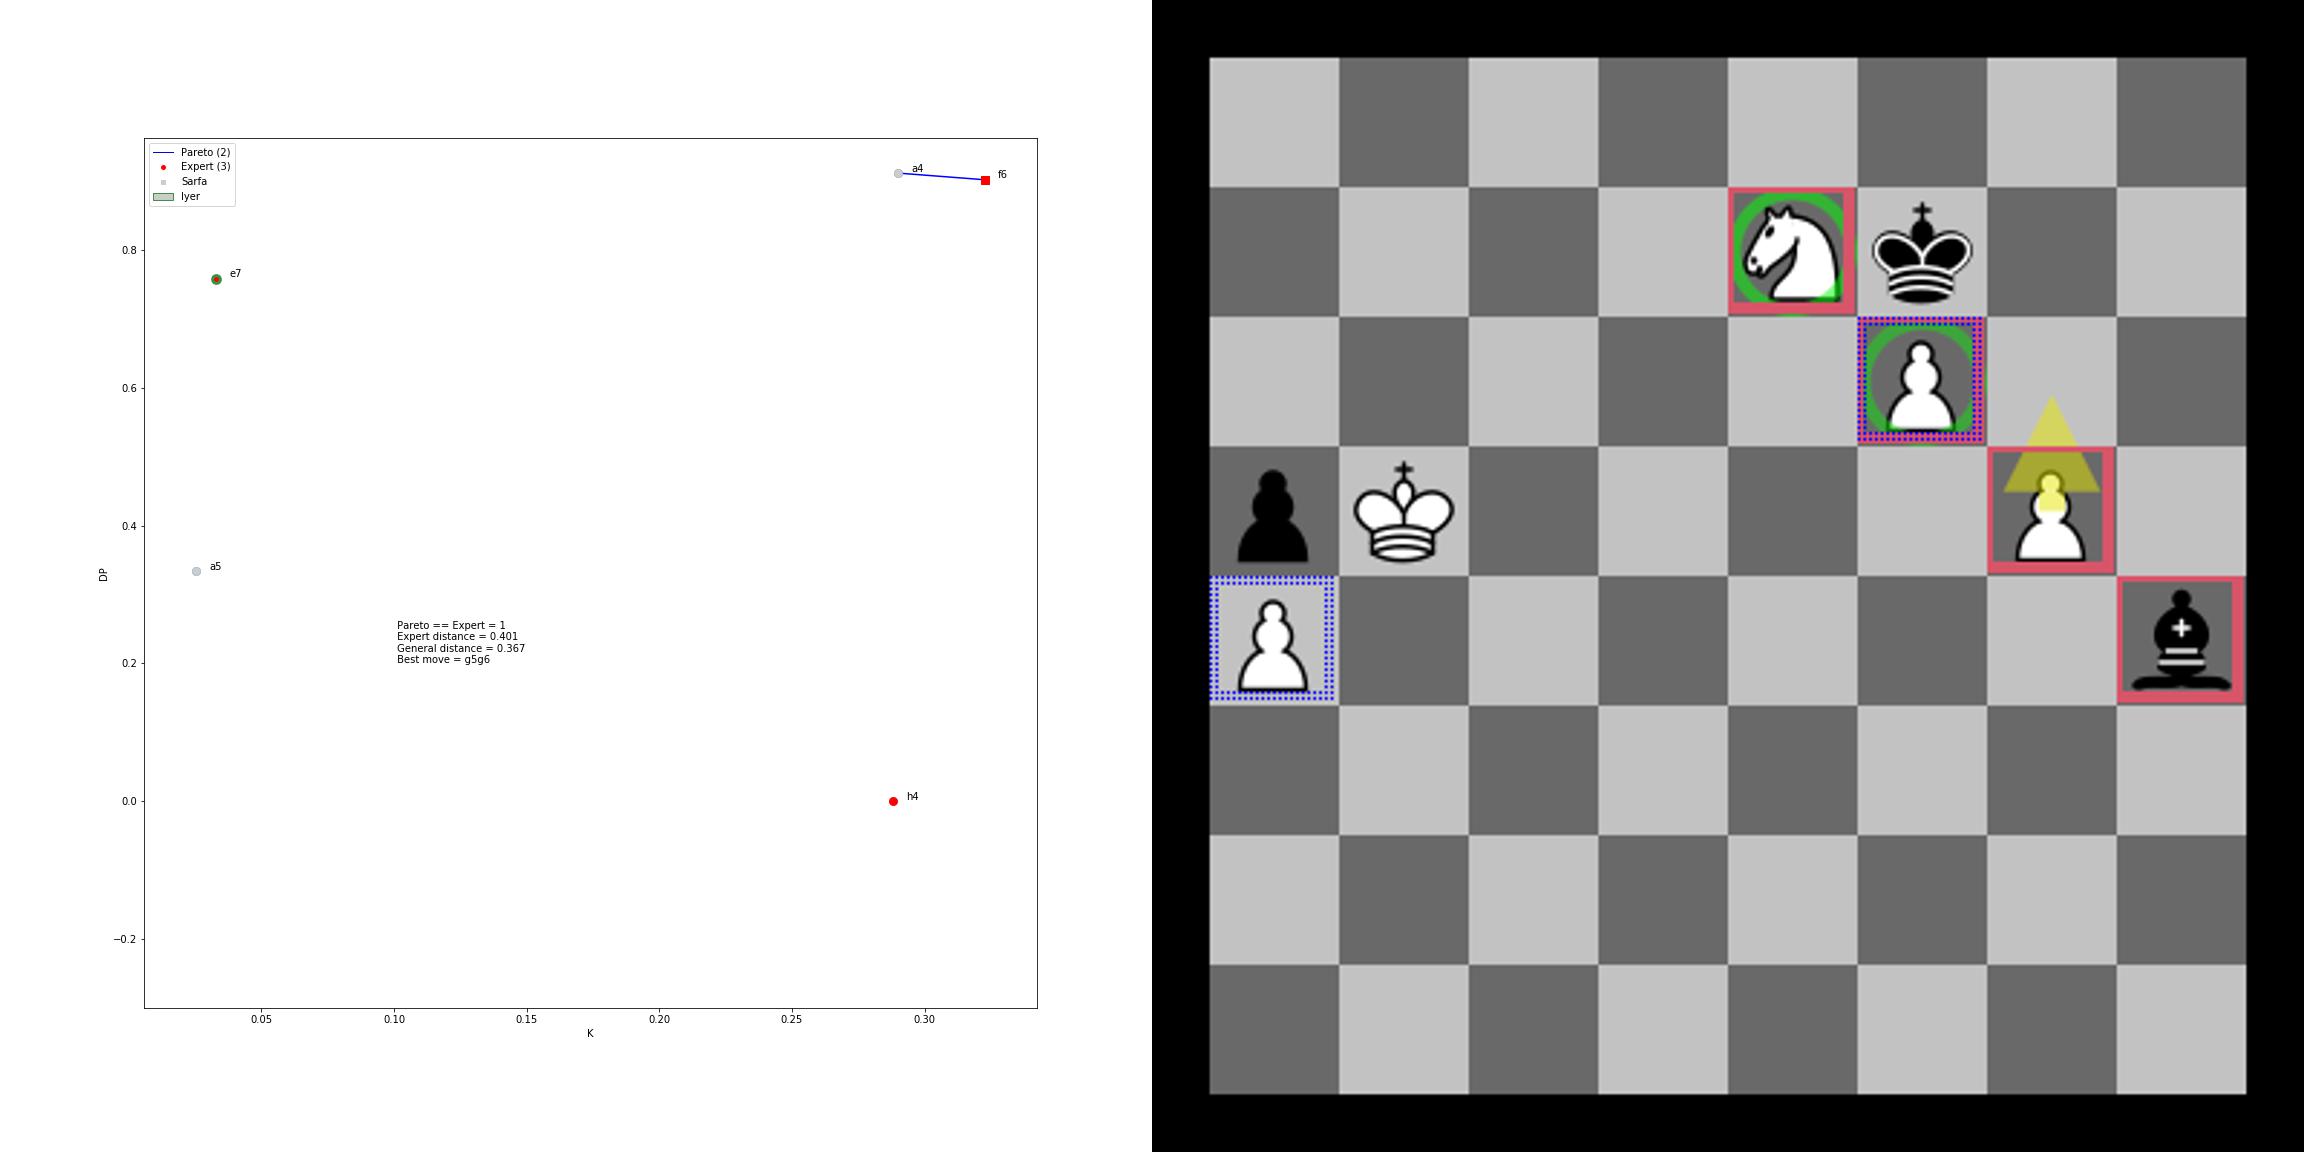 Pareto (2)
Expert (3)
Sarfa
Iyer
a4
f6
0.8
e7
0.6
0.4
DP
a5
Pareto == Expert = 1
Expert distance = 0.401
General distance = 0.367
Best move = g5g6
0.2
0.0
h4
−0.2
0.05
0.10
0.15
0.20
0.25
0.30
K